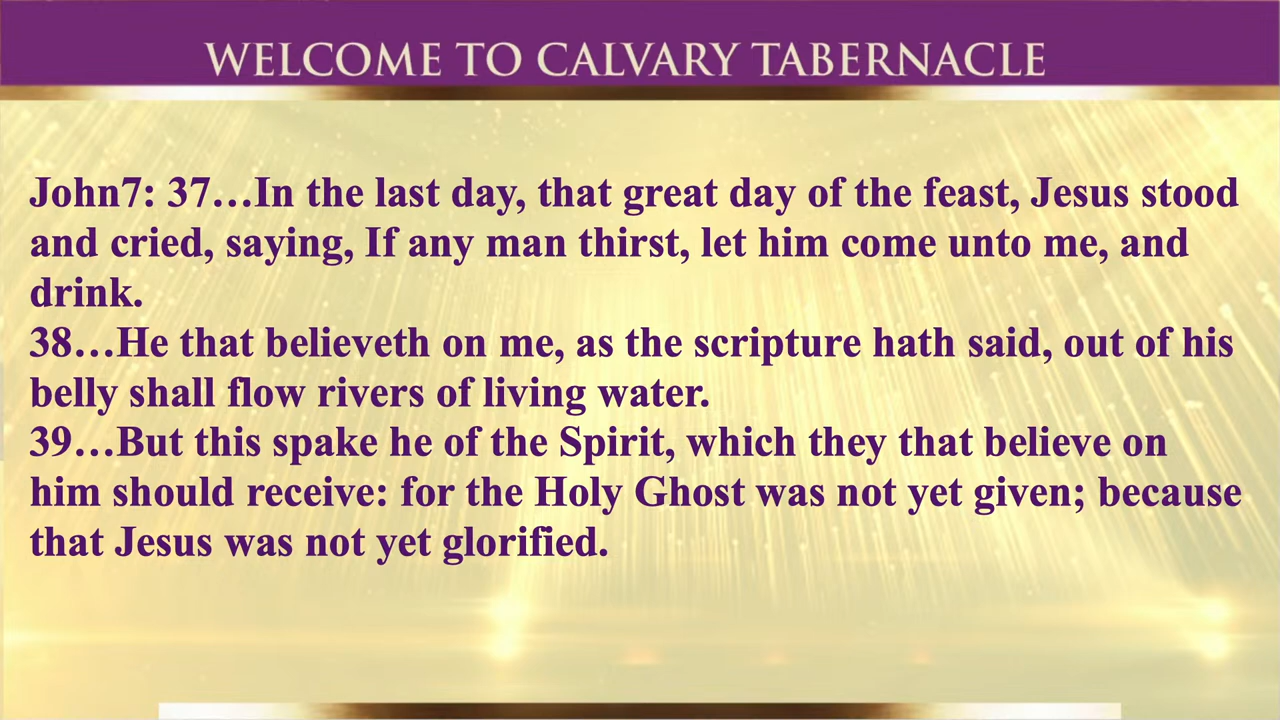 WELCOME TO CALVARY TABERNACLE
John7: 37…In the last day, that great day of the feast, Jesus stood
and cried, saying, If any man thirst, let him come unto me, and
drink.
38…He that believeth on me, as the scripture hath said, out of his
belly shall flow rivers of living water.
39…But this spake he of the Spirit, which they that believe on
him should receive: for the Holy Ghost was not yet given; because
that Jesus was not yet glorified.